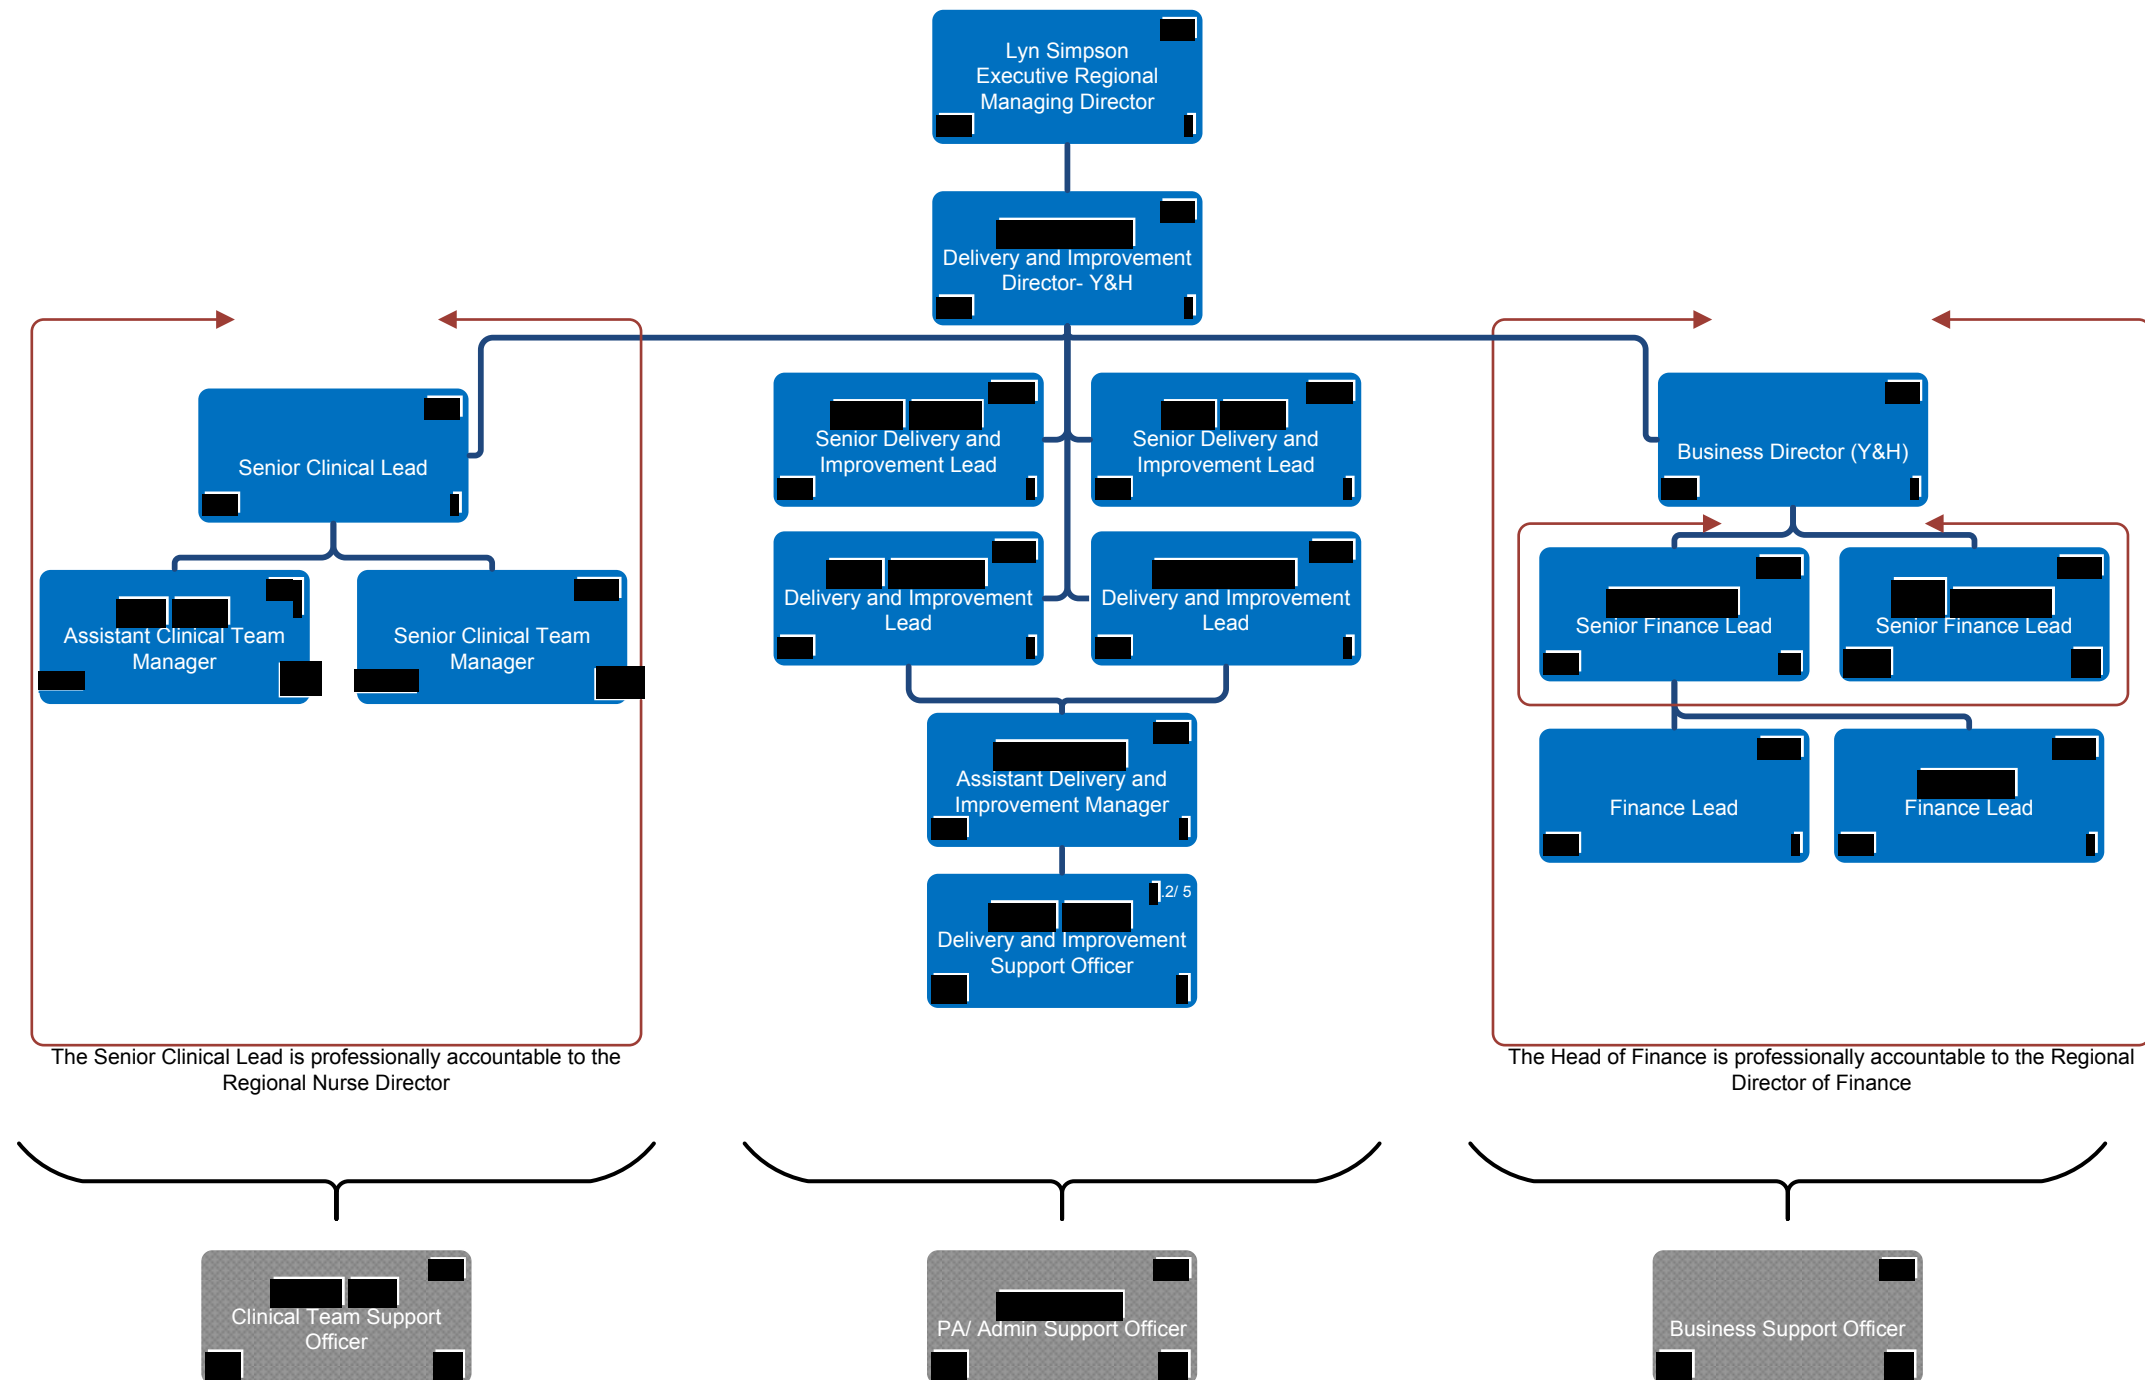 Lyn Simpson
Executive Regional
Managing Director
Delivery and Improvement
Director- Y&H
Senior Clinical Lead
Senior Delivery and
Improvement Lead
Senior Delivery and
Improvement Lead
Business Director (Y&H)
Assistant Clinical Team
Manager
Senior Clinical Team
Manager
Delivery and Improvement
Lead
Delivery and Improvement
Lead
Senior Finance Lead
Senior Finance Lead
Assistant Delivery and
Improvement Manager
Finance Lead
Finance Lead
.2/ 5
Delivery and Improvement
Support Officer
The Senior Clinical Lead is professionally accountable to the
Regional Nurse Director
The Head of Finance is professionally accountable to the Regional
Director of Finance
Clinical Team Support
Officer
PA/ Admin Support Officer
Business Support Officer